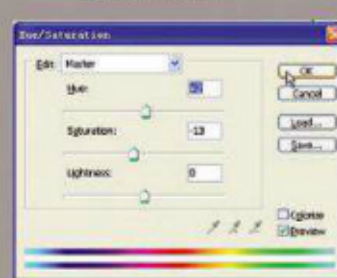 Hue/Saturation
Edit: Master
OK
Hue:
Cancel
Load...
Saturation: -13
Save...
Lightness: 0
Colorize
Preview